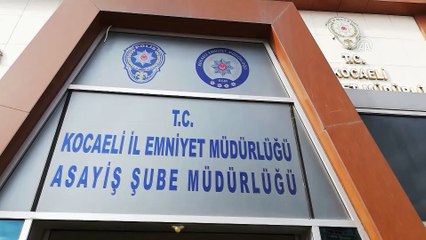 T.C.
KOCAELİ İL EMNİYET MÜDÜRLÜĞÜ
ASAYİŞ ŞUBE MÜDÜRLÜĞÜ
T.C.
KOCAELİ